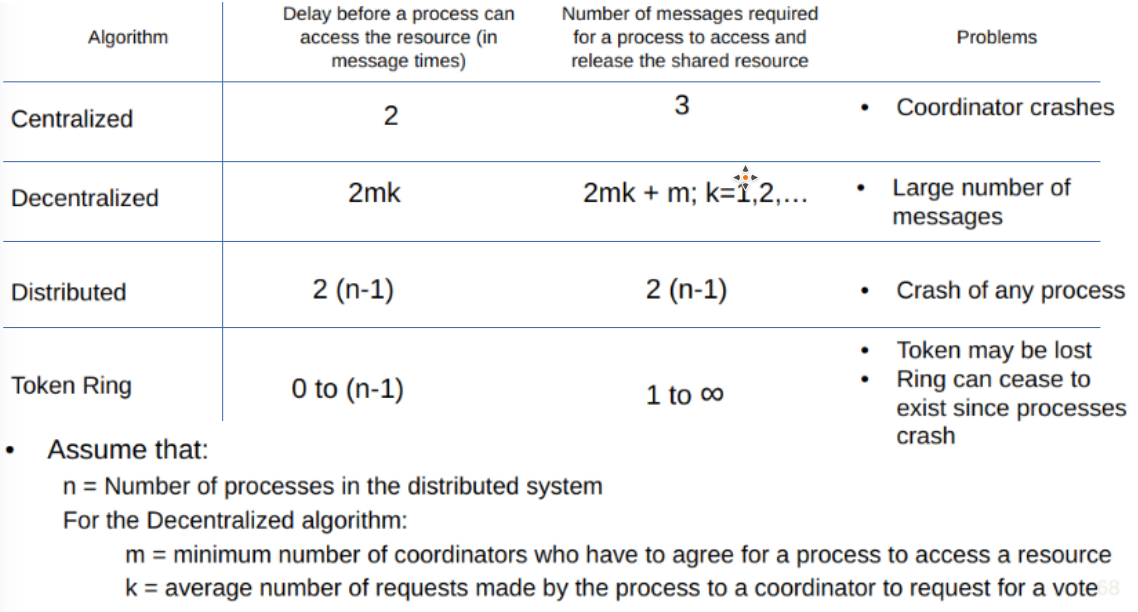 Algorithm
Delay before a process can
access the resource (in
message times)
Number of messages required
for a process to access and
release the shared resource
Problems
Centralized
2
3
• Coordinator crashes
Decentralized
2mk
2mk + m; k=1,2,…
• Large number of
messages
Distributed
2 (n-1)
2 (n-1)
• Crash of any process
Token Ring
0 to (n-1)
1 to ∞
• Token may be lost
• Ring can cease to
exist since processes
crash
• Assume that:
n = Number of processes in the distributed system
For the Decentralized algorithm:
m = minimum number of coordinators who have to agree for a process to access a resource
k = average number of requests made by the process to a coordinator to request for a vote
68